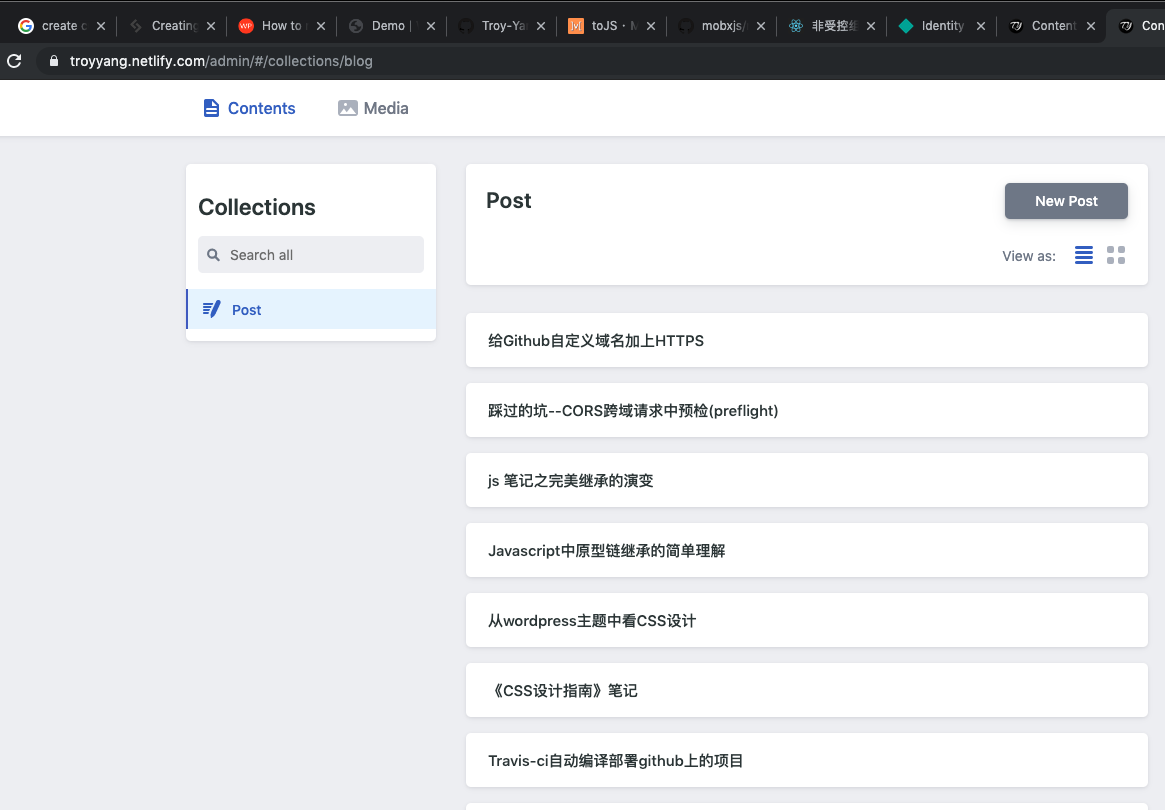 create
Creating
How to
Demo
Troy-Ya
toJS · M
mobxjs/
非受控组
Identity
Content
Con
troyyang.netlify.com/admin/#/collections/blog
Contents
Media
Collections
Search all
Post
Post
New Post
View as:
给Github自定义域名加上HTTPS
踩过的坑--CORS跨域请求中预检(preflight)
js 笔记之完美继承的演变
Javascript中原型链继承的简单理解
从wordpress主题中看CSS设计
《CSS设计指南》笔记
Travis-ci自动编译部署github上的项目